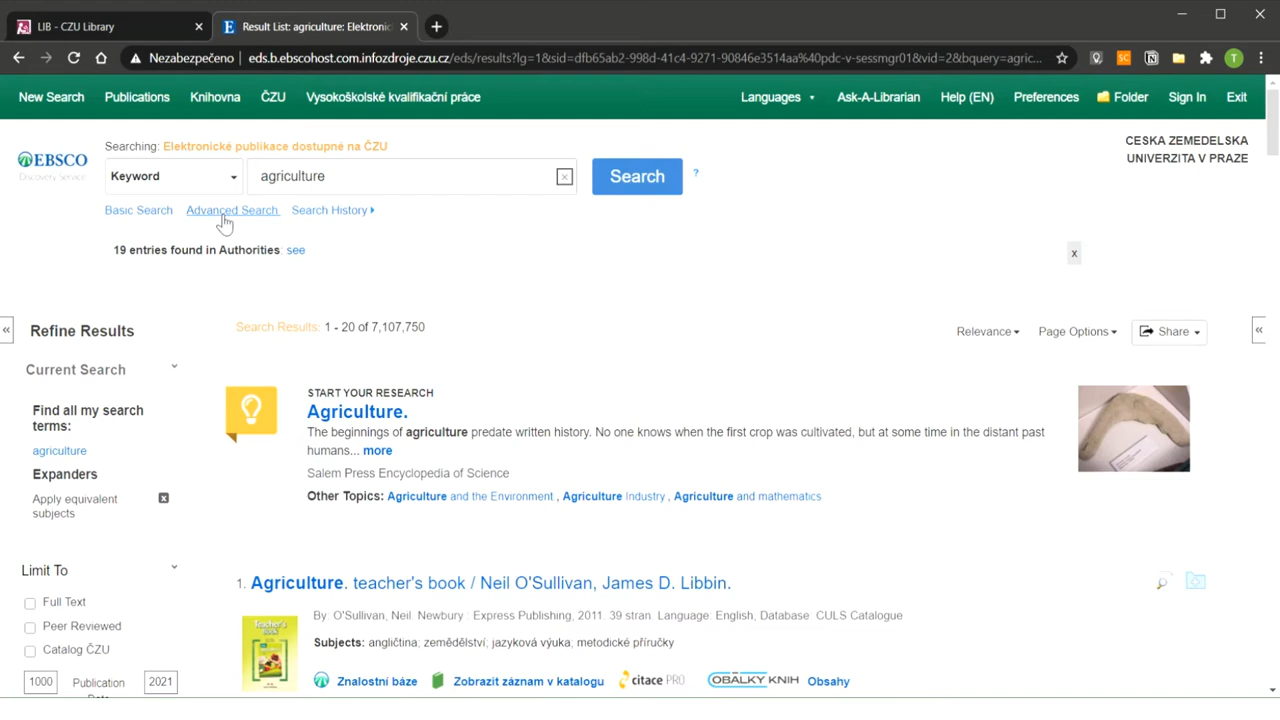 LIB - CZU Library
Result List: agriculture: Elektronic
Nezabezpečeno
eds.b.ebscohost.com.infozdroje.czu.cz/eds/results?lg=1&sid=dfb65ab2-998d-41c4-9271-90846e3514aa%40pdc-v-sessmgr01&vid=2&bquery=agric...
New Search Publications Knihovna ČZU Vysokoškolské kvalifikační práce Languages Ask-A-Librarian Help (EN) Preferences Folder Sign In Exit
Searching: Elektronické publikace dostupné na ČZU
CESKA ZEMEDELSKA
UNIVERZITA V PRAZE
EBSCO
Discovery Service
Keyword agriculture Search ?
Basic Search Advanced Search Search History
19 entries found in Authorities: see
x
Refine Results
Search Results: 1 - 20 of 7,107,750
Relevance Page Options Share
Current Search
Find all my search
terms:
agriculture
Expanders
Apply equivalent
subjects
START YOUR RESEARCH
Agriculture.
The beginnings of agriculture predate written history. No one knows when the first crop was cultivated, but at some time in the distant past
humans... more
Salem Press Encyclopedia of Science
Other Topics: Agriculture and the Environment , Agriculture Industry , Agriculture and mathematics
Limit To
Full Text
Peer Reviewed
Catalog ČZU
1000 Publication 2021
1. Agriculture. teacher's book / Neil O'Sullivan, James D. Libbin.
By: O'Sullivan, Neil. Newbury : Express Publishing, 2011. 39 stran. Language: English, Database: CULS Catalogue
Subjects: angličtina; zemědělství; jazyková výuka; metodické příručky
Teacher's
Book
Znalostní báze Zobrazit záznam v katalogu citace PRO OBÁLKY KNIH Obsahy